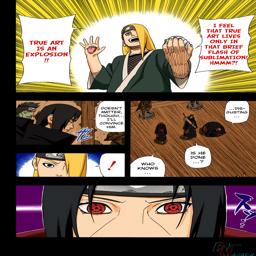 I FEEL
THAT TRUE
ART LIVES
ONLY IN
THAT BRIEF
FLASH OF
SUBLIMATION!
HMMM?!
TRUE ART
IS AN
EXPLOSION
!!
...DIS-
GUSTING
...
IS HE
DONE
...?
WHO
KNOWS
...
DOESN'T
MATTER,
THOUGH...
I'LL
CONVINCE
HIM.
!